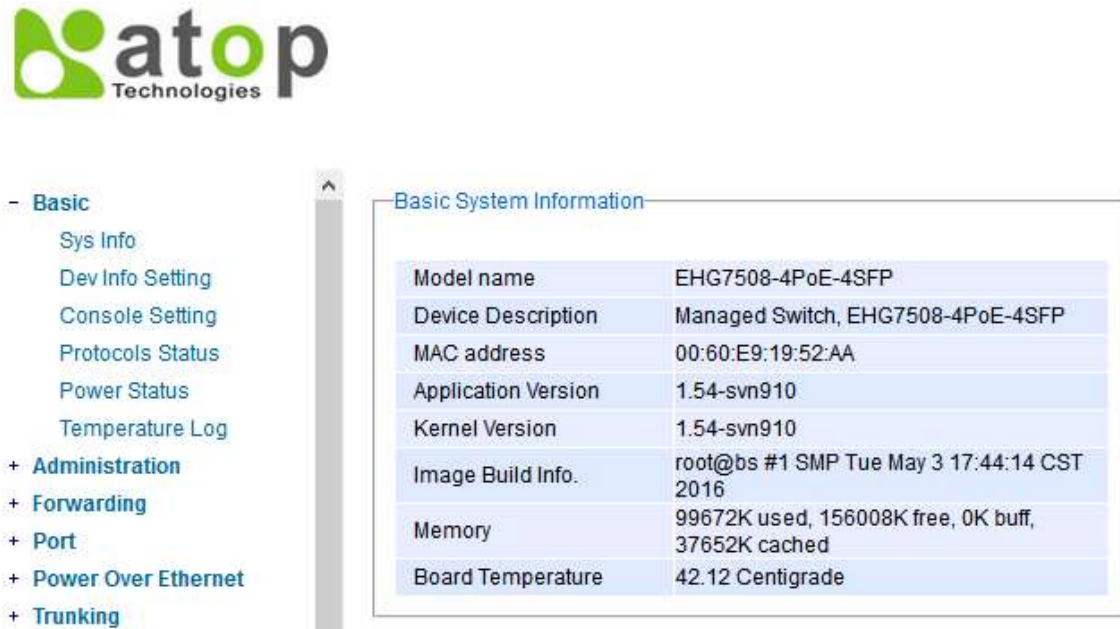 atop
Technologies
- Basic
Sys Info
Dev Info Setting
Console Setting
Protocols Status
Power Status
Temperature Log
+ Administration
+ Forwarding
+ Port
+ Power Over Ethernet
+ Trunking
Basic System Information
Model name EHG7508-4PoE-4SFP
Device Description Managed Switch, EHG7508-4PoE-4SFP
MAC address 00:60:E9:19:52:AA
Application Version 1.54-svn910
Kernel Version 1.54-svn910
Image Build Info. root@bs #1 SMP Tue May 3 17:44:14 CST
2016
Memory 99672K used, 156008K free, 0K buff,
37652K cached
Board Temperature 42.12 Centigrade